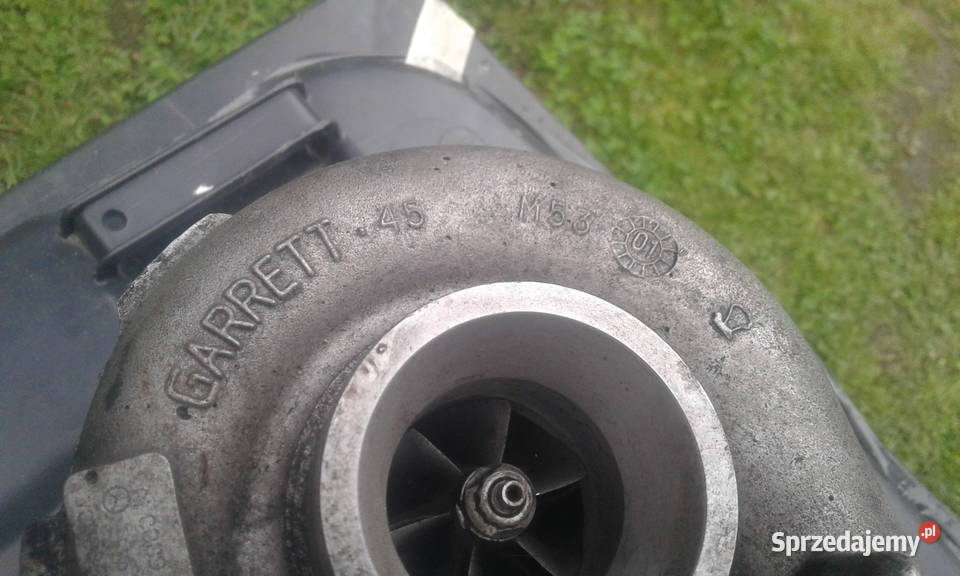 GARRETT .45 M53
01
Sprzedajemy.pl